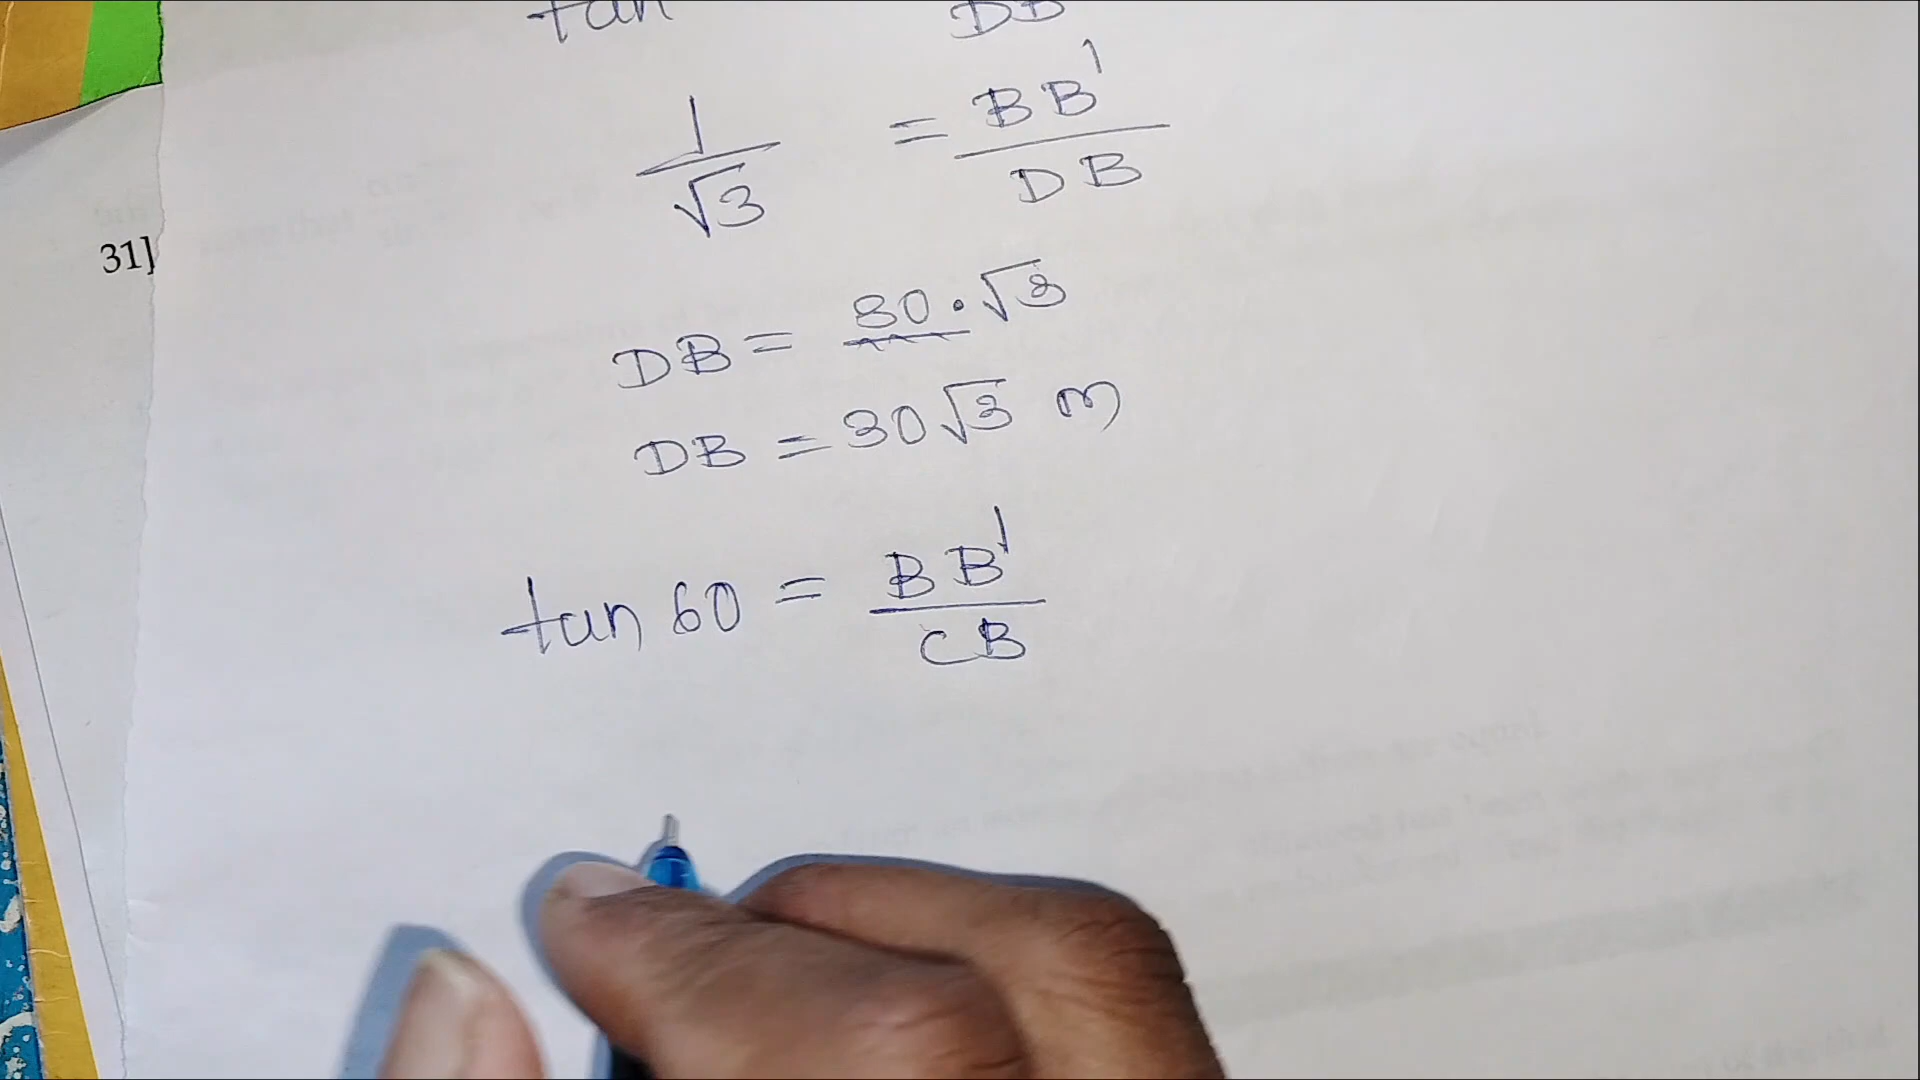 tan DB
1/√3 = BB'/DB
31]
DB = 30·√3
DB = 30√3 m
tan 60 = BB'/CB